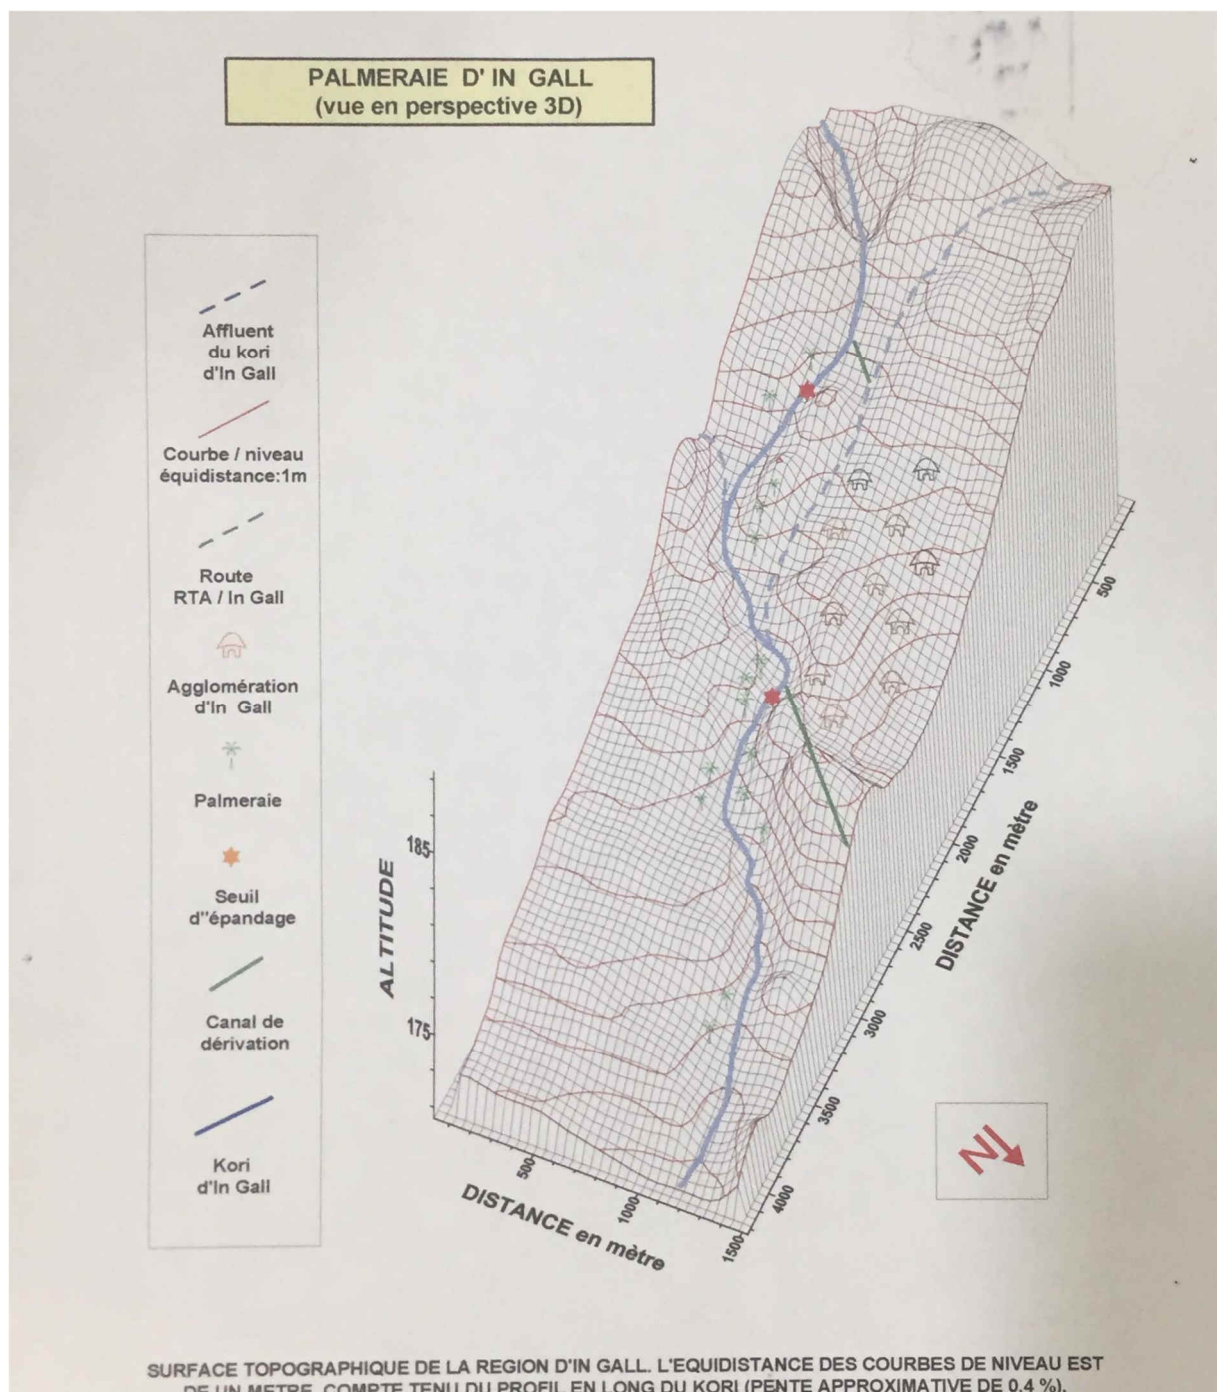 PALMERAIE D' IN GALL
(vue en perspective 3D)
Affluent
du kori
d'In Gall
Courbe / niveau
équidistance:1m
Route
RTA / In Gall
Agglomération
d'In Gall
Palmeraie
Seuil
d''épandage
Canal de
dérivation
Kori
d'In Gall
ALTITUDE
185
175
500
1000
1500
DISTANCE en mètre
500
1000
1500
2000
2500
3000
3500
4000
DISTANCE en mètre
N
SURFACE TOPOGRAPHIQUE DE LA REGION D'IN GALL. L'EQUIDISTANCE DES COURBES DE NIVEAU EST
DE UN METRE, COMPTE TENU DU PROFIL EN LONG DU KORI (PENTE APPROXIMATIVE DE 0,4 %).